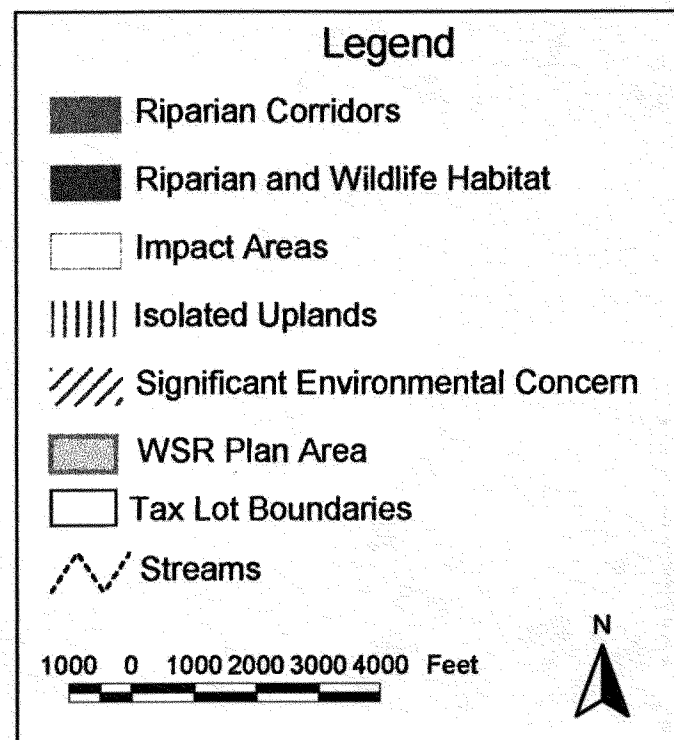 Legend
Riparian Corridors
Riparian and Wildlife Habitat
Impact Areas
Isolated Uplands
Significant Environmental Concern
WSR Plan Area
Tax Lot Boundaries
Streams
N
1000 0 1000 2000 3000 4000 Feet